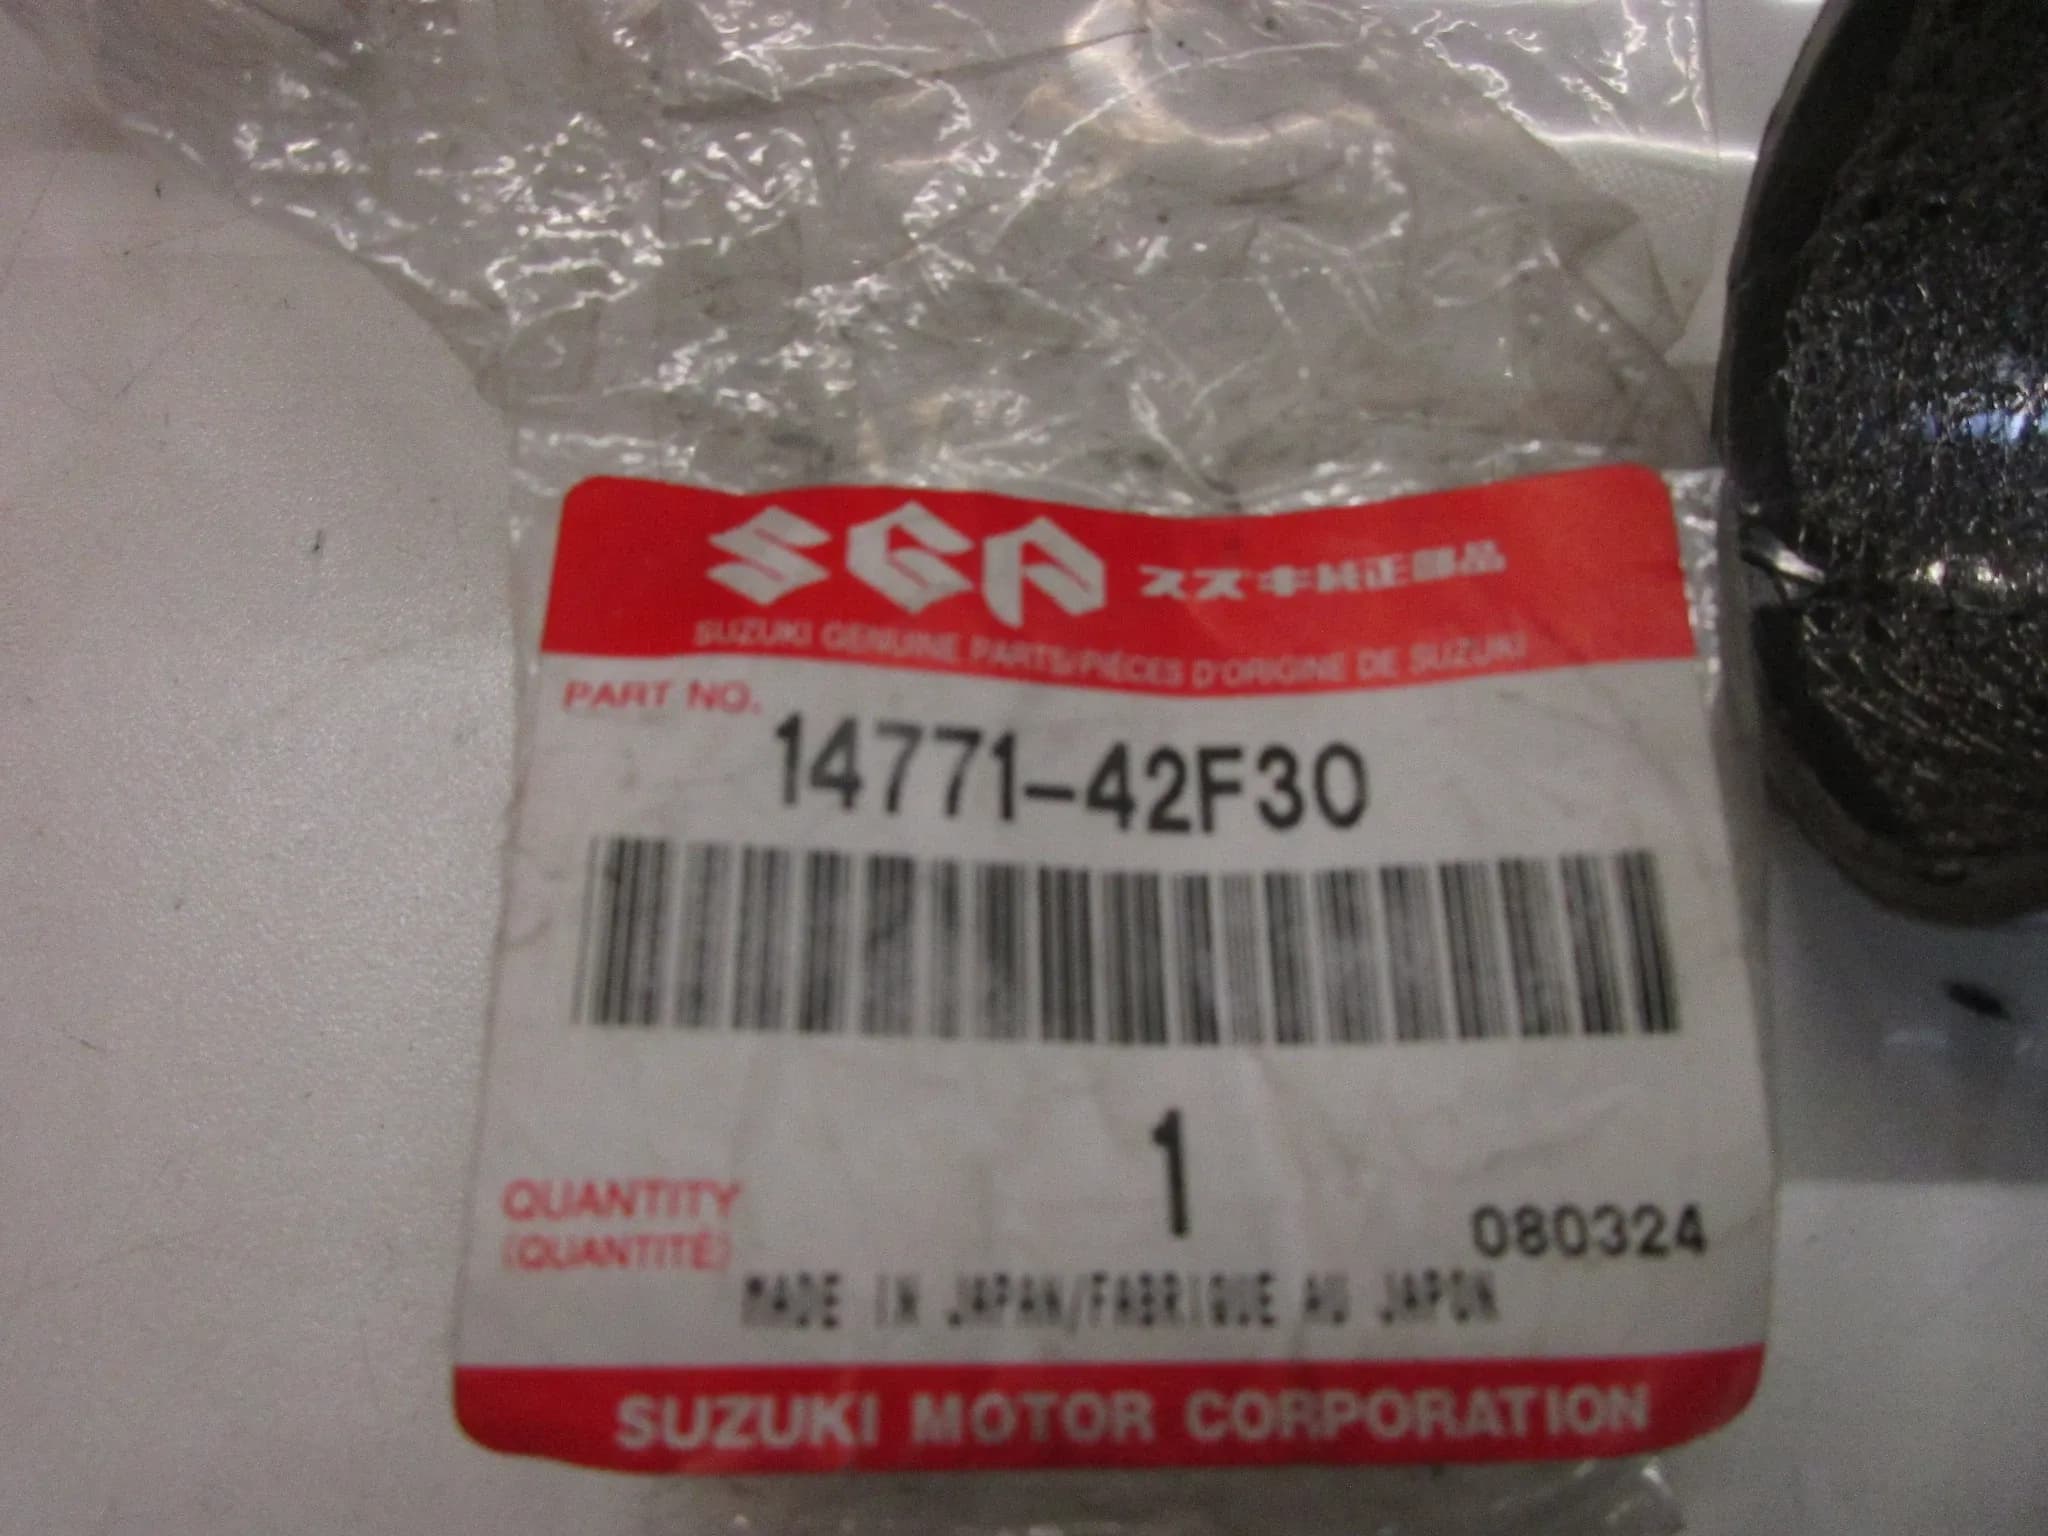 SGP スズキ純正部品
SUZUKI GENUINE PARTS/PIÉCES D'ORIGINE DE SUZUKI
PART NO.
14771-42F30
1
QUANTITY
(QUANTITÉ)
080324
MADE IN JAPAN/FABRIQUE AU JAPON
SUZUKI MOTOR CORPORATION